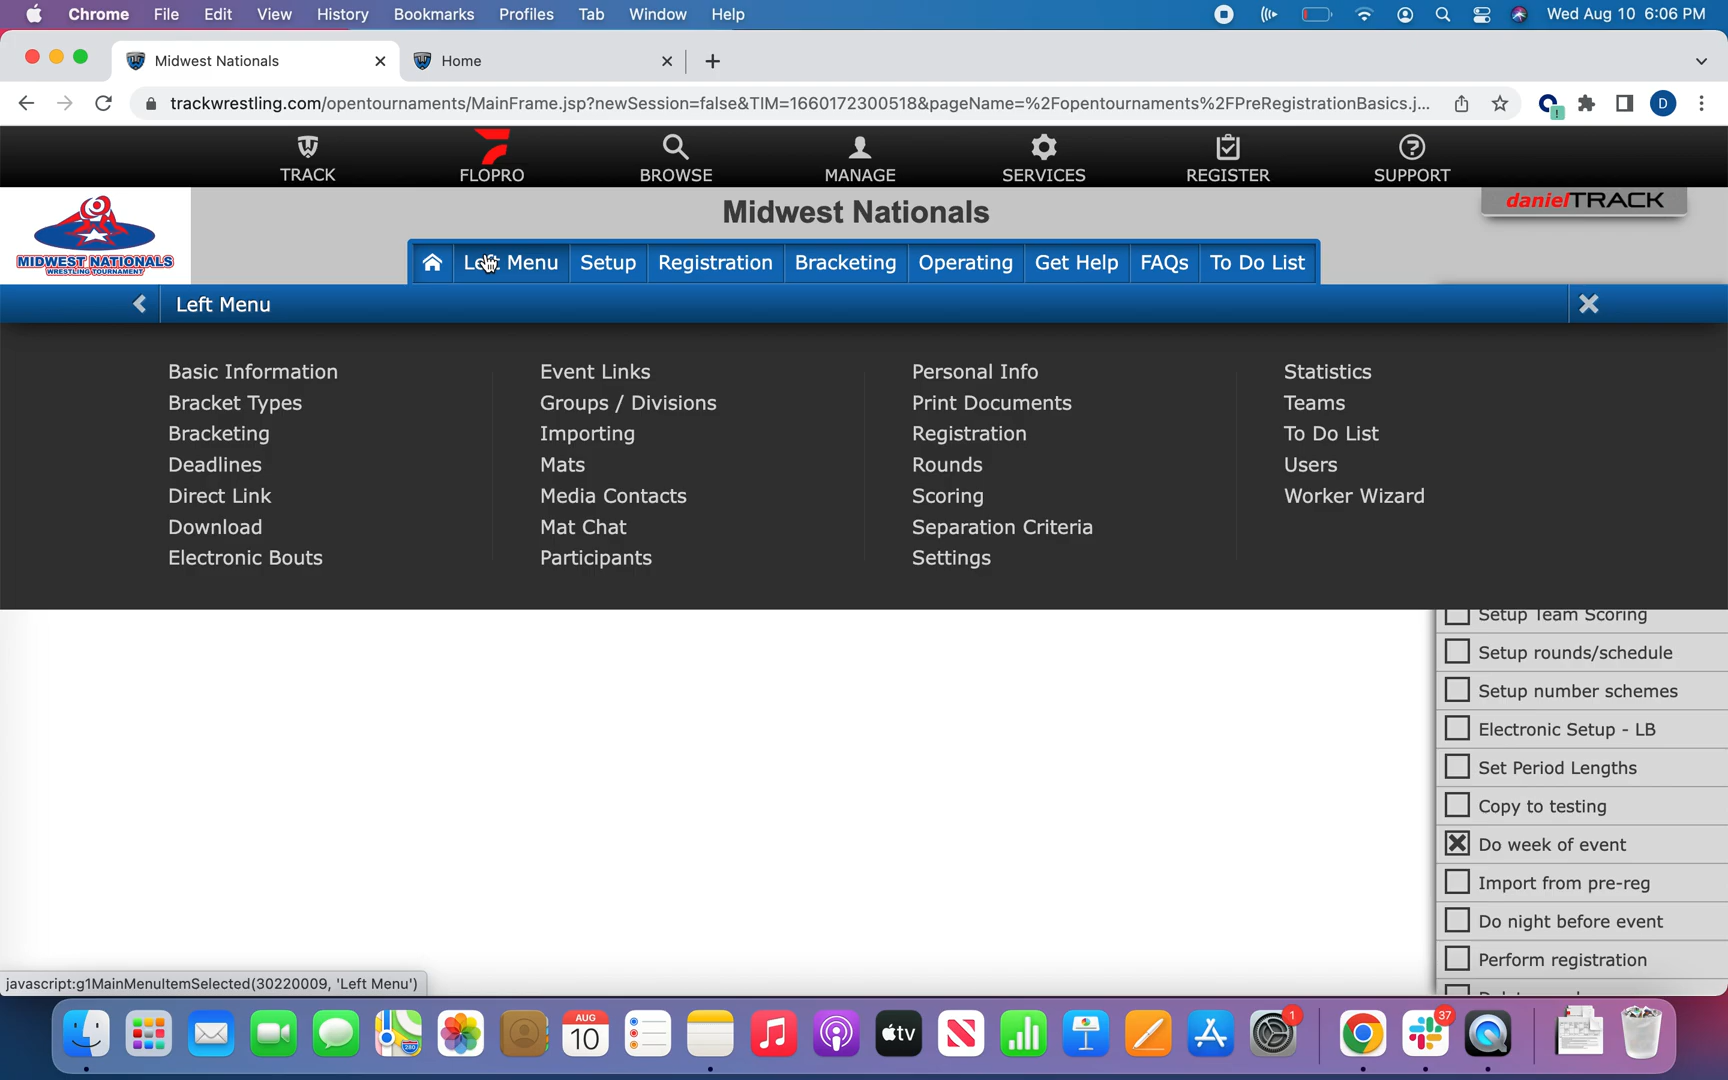 Chrome File Edit View History Bookmarks Profiles Tab Window Help Wed Aug 10 6:06 PM
Midwest Nationals Home
trackwrestling.com/opentournaments/MainFrame.jsp?newSession=false&TIM=1660172300518&pageName=%2Fopentournaments%2FPreRegistrationBasics.j... D
TRACK FLOPRO BROWSE MANAGE SERVICES REGISTER SUPPORT
Midwest Nationals danielTRACK
MIDWEST NATIONALS
WRESTLING TOURNAMENT
Left Menu Setup Registration Bracketing Operating Get Help FAQs To Do List
Left Menu
Basic Information Event Links Personal Info Statistics
Bracket Types Groups / Divisions Print Documents Teams
Bracketing Importing Registration To Do List
Deadlines Mats Rounds Users
Direct Link Media Contacts Scoring Worker Wizard
Download Mat Chat Separation Criteria
Electronic Bouts Participants Settings
Setup Team Scoring
Setup rounds/schedule
Setup number schemes
Electronic Setup - LB
Set Period Lengths
Copy to testing
Do week of event
Import from pre-reg
Do night before event
Perform registration
javascript:g1MainMenuItemSelected(30220009, 'Left Menu')
AUG
10
280
tv
1
37